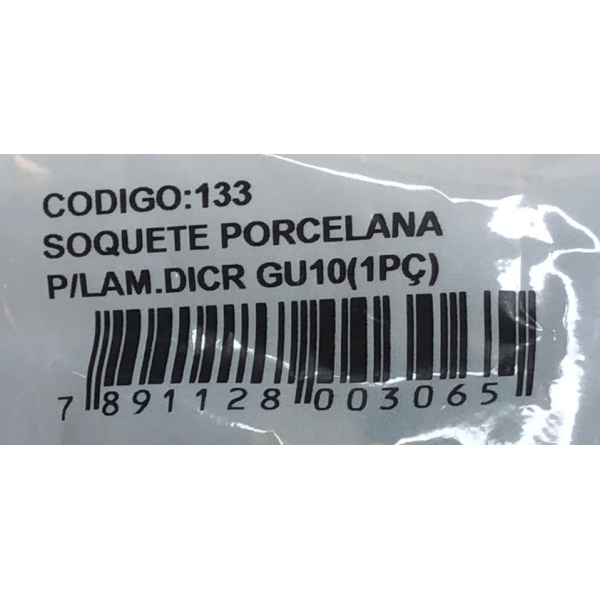 CODIGO:133
SOQUETE PORCELANA
P/LAM.DICR GU10(1PÇ)
7 891128 003065